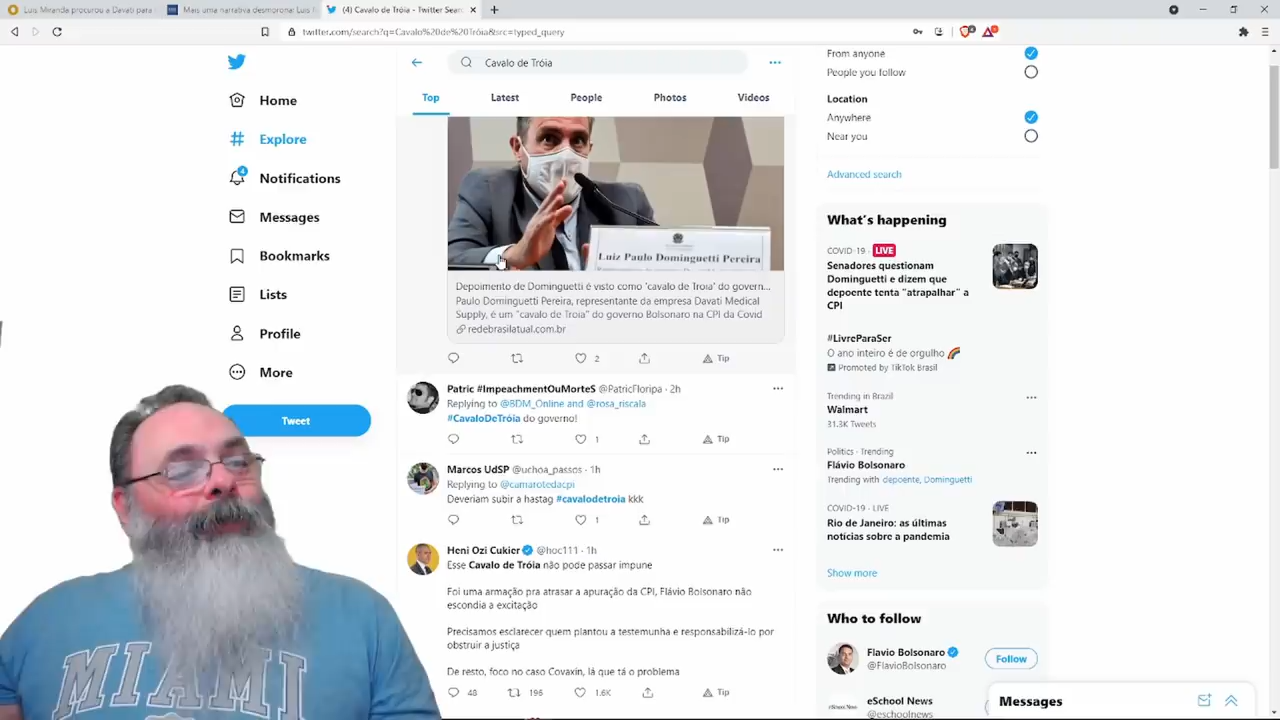 Luis Miranda procurou a Davati para
Mais uma narrativa desmorona: Luis
(4) Cavalo de Tróia - Twitter Sear
twitter.com/search?q=Cavalo%20de%20Tróia&src=typed_query
Cavalo de Tróia
Top
Latest
People
Photos
Videos
Home
Explore
4
Notifications
Messages
Bookmarks
Lists
Profile
More
Tweet
Luiz Paulo Dominguetti Pereira
Depoimento de Dominguetti é visto como 'cavalo de Troia' do govern...
Paulo Dominguetti Pereira, representante da empresa Davati Medical
Supply, é um "cavalo de Troia" do governo Bolsonaro na CPI da Covid
redebrasilatual.com.br
2
Tip
Patric #ImpeachmentOuMorteS @PatricFloripa · 2h
Replying to @BDM_Online and @rosa_riscala
#CavaloDeTróia do governo!
1
Tip
Marcos UdSP @uchoa_passos · 1h
Replying to @camarotedacpi
Deveriam subir a hastag #cavalodetroia kkk
1
Tip
Heni Ozi Cukier @hoc111 · 1h
Esse Cavalo de Tróia não pode passar impune
Foi uma armação pra atrasar a apuração da CPI, Flávio Bolsonaro não
escondia a excitação
Precisamos esclarecer quem plantou a testemunha e responsabilizá-lo por
obstruir a justiça
De resto, foco no caso Covaxin, lá que tá o problema
48
196
1.6K
Tip
From anyone
People you follow
Location
Anywhere
Near you
Advanced search
What's happening
COVID-19 · LIVE
Senadores questionam
Dominguetti e dizem que
depoente tenta "atrapalhar" a
CPI
#LivreParaSer
O ano inteiro é de orgulho
Promoted by TikTok Brasil
Trending in Brazil
Walmart
31.3K Tweets
Politics · Trending
Flávio Bolsonaro
Trending with depoente, Dominguetti
COVID-19 · LIVE
Rio de Janeiro: as últimas
notícias sobre a pandemia
Show more
Who to follow
Flavio Bolsonaro
@FlavioBolsonaro
Follow
eSchool News
@eschoolnews
Messages
MIAMI